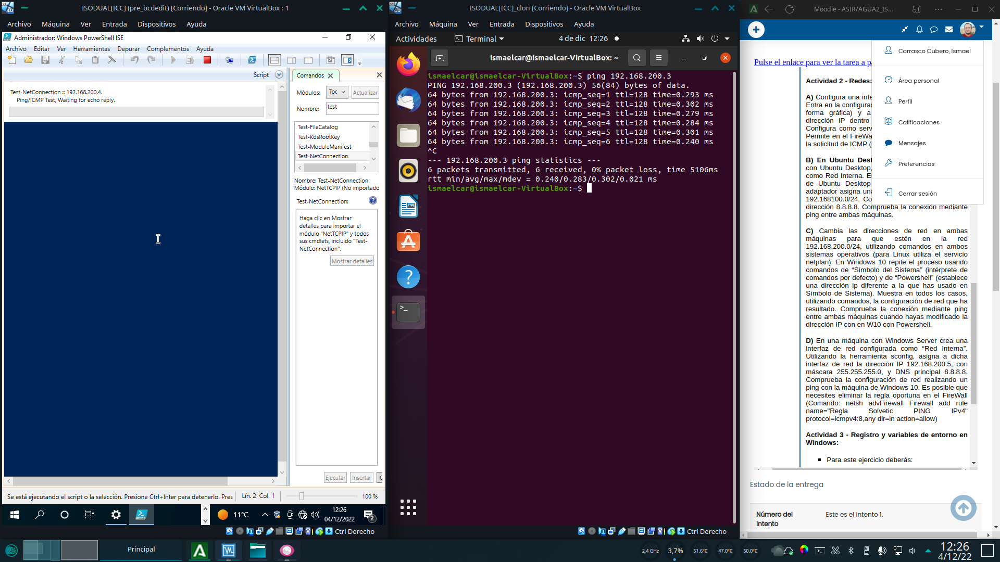 ISODUAL[ICC] (pre_bcdedit) [Corriendo] - Oracle VM VirtualBox : 1
Archivo Máquina Ver Entrada Dispositivos Ayuda
Administrador: Windows PowerShell ISE
Archivo Editar Ver Herramientas Depurar Complementos Ayuda
Script
Test-NetConnection :: 192.168.200.4.
Ping/ICMP Test, Waiting for echo reply.
Comandos
Módulos: Toc Actualizar
Nombre: test
Test-FileCatalog
Test-KdsRootKey
Test-ModuleManifest
Test-NetConnection
Nombre: Test-NetConnection
Módulo: NetTCPIP (No importado
Test-NetConnection:
Haga clic en Mostrar
detalles para importar el
módulo "NetTCPIP" y todos
sus cmdlets, incluido "Test-
NetConnection".
Mostrar detalles
Ejecutar Insertar C
Se está ejecutando el script o la selección. Presione Ctrl+Inter para detenerlo. Pres Lín. 2 Col. 1 100 %
11°C 12:26
04/12/2022 2
Ctrl Derecho
ISODUAL[ICC]_clon [Corriendo] - Oracle VM VirtualBox
Archivo Máquina Ver Entrada Dispositivos Ayuda
Actividades Terminal 4 de dic 12:26
ismaelcar@ismaelcar-VirtualBox: ~
ismaelcar@ismaelcar-VirtualBox:~$ ping 192.168.200.3
PING 192.168.200.3 (192.168.200.3) 56(84) bytes of data.
64 bytes from 192.168.200.3: icmp_seq=1 ttl=128 time=0.293 ms
64 bytes from 192.168.200.3: icmp_seq=2 ttl=128 time=0.302 ms
64 bytes from 192.168.200.3: icmp_seq=3 ttl=128 time=0.279 ms
64 bytes from 192.168.200.3: icmp_seq=4 ttl=128 time=0.284 ms
64 bytes from 192.168.200.3: icmp_seq=5 ttl=128 time=0.301 ms
64 bytes from 192.168.200.3: icmp_seq=6 ttl=128 time=0.240 ms
^C
--- 192.168.200.3 ping statistics ---
6 packets transmitted, 6 received, 0% packet loss, time 5106ms
rtt min/avg/max/mdev = 0.240/0.283/0.302/0.021 ms
ismaelcar@ismaelcar-VirtualBox:~$
Ctrl Derecho
Moodle - ASIR/AGUA2_IS...
Carrasco Cubero, Ismael
Área personal
Perfil
Calificaciones
Mensajes
Preferencias
Cerrar sesión
Pulse el enlace para ver la tarea a pa
Actividad 2 - Redes:
A) Configura una inte
Entra en la configurac
forma gráfica) y a
dirección IP dentro
Configura como serv
Permite en el FireWa
la solicitud de ICMP (
B) En Ubuntu Desk
con Ubuntu Desktop,
como Red Interna. E
de Ubuntu Desktop
adaptador asigna una
192.168100.0/24. Co
dirección 8.8.8.8. Comprueba la conexión mediante
ping entre ambas máquinas.
C) Cambia las direcciones de red en ambas
máquinas para que estén en la red
192.168.200.0/24, utilizando comandos en ambos
sistemas operativos (para Linux utiliza el servicio
netplan). En Windows 10 repite el proceso usando
comandos de “Símbolo del Sistema” (intérprete de
comandos por defecto) y de “Powershell” (establece
una dirección ip diferente a la que has usado en
Símbolo de Sistema). Muestra en todos los casos,
utilizando comandos, la configuración de red que ha
resultado. Comprueba la conexión mediante ping
entre ambas máquinas cuando hayas modificado la
dirección IP con en W10 con Powershell.
D) En una máquina con Windows Server crea una
interfaz de red configurada como “Red Interna”.
Utilizando la herramienta sconfig, asigna a dicha
interfaz de red la dirección IP 192.168.200.5, con
máscara 255.255.255.0, y DNS principal 8.8.8.8.
Comprueba la configuración de red realizando un
ping con la máquina de Windows 10. Es posible que
necesites eliminar la regla oportuna en el FireWall
(Comando: netsh advFirewall Firewall add rule
name="Regla Solvetic PING IPv4"
protocol=icmpv4:8,any dir=in action=allow)
Actividad 3 - Registro y variables de entorno en
Windows:
Para este ejercicio deberás:
Estado de la entrega
Número del
intento
Este es el intento 1.
Principal
2,4 GHz 3,7% 51,6°C 47,0°C 50,0°C
12:26
4/12/22